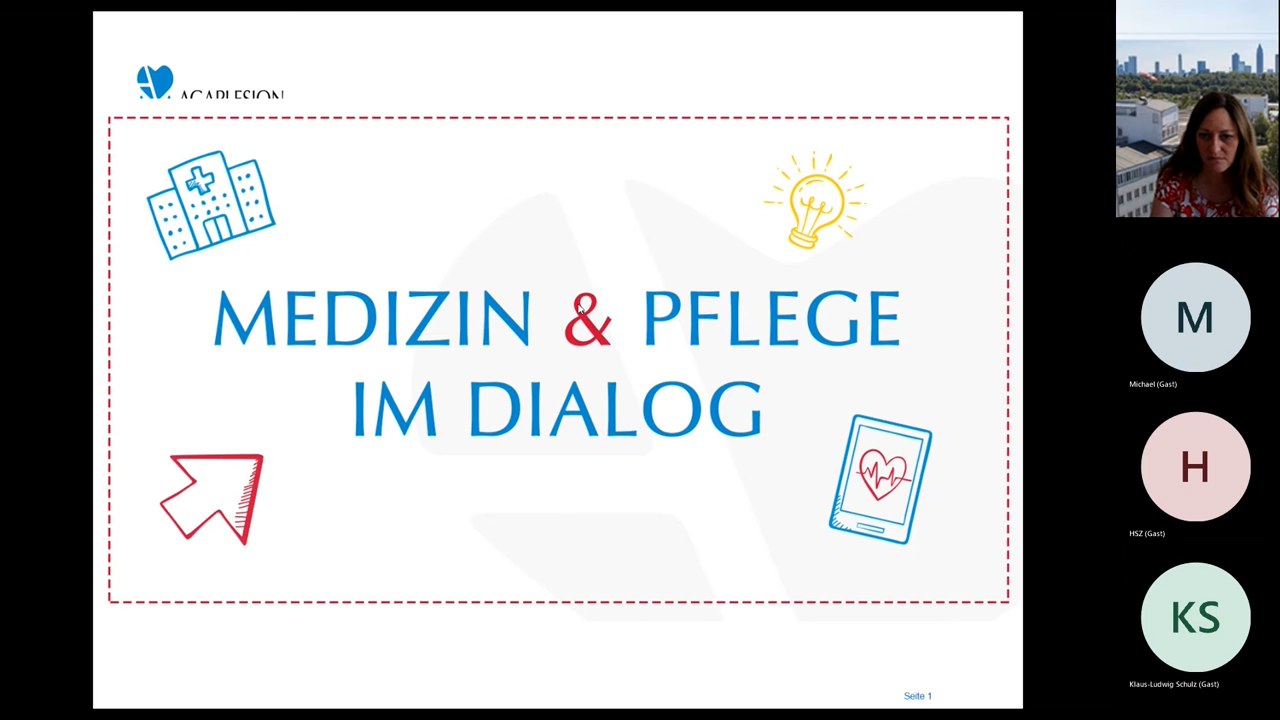 AGAPLESION
MEDIZIN & PFLEGE
IM DIALOG
Seite 1
M
Michael (Gast)
H
HSZ (Gast)
KS
Klaus-Ludwig Schulz (Gast)